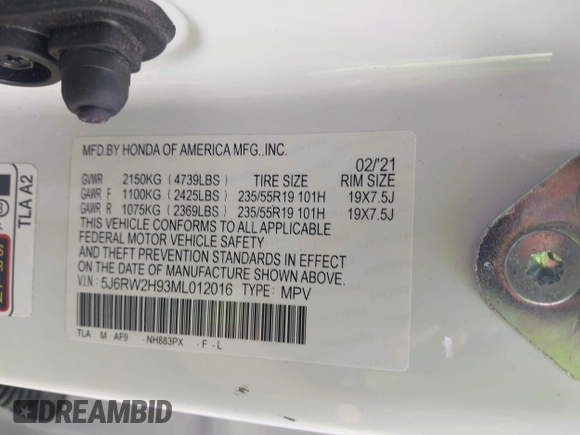 MFD.BY HONDA OF AMERICA MFG.,INC.
02/'21
GVWR 2150KG (4739LBS) TIRE SIZE RIM SIZE
GAWR F 1100KG (2425LBS) 235/55R19 101H 19X7.5J
GAWR R 1075KG (2369LBS) 235/55R19 101H 19X7.5J
THIS VEHICLE CONFORMS TO ALL APPLICABLE
FEDERAL MOTOR VEHICLE SAFETY
AND THEFT PREVENTION STANDARDS IN EFFECT
ON THE DATE OF MANUFACTURE SHOWN ABOVE.
V.I.N: 5J6RW2H93ML012016 TYPE: MPV
TLA M AF9 - NH883PX - F - L
TLA A2
DREAMBID